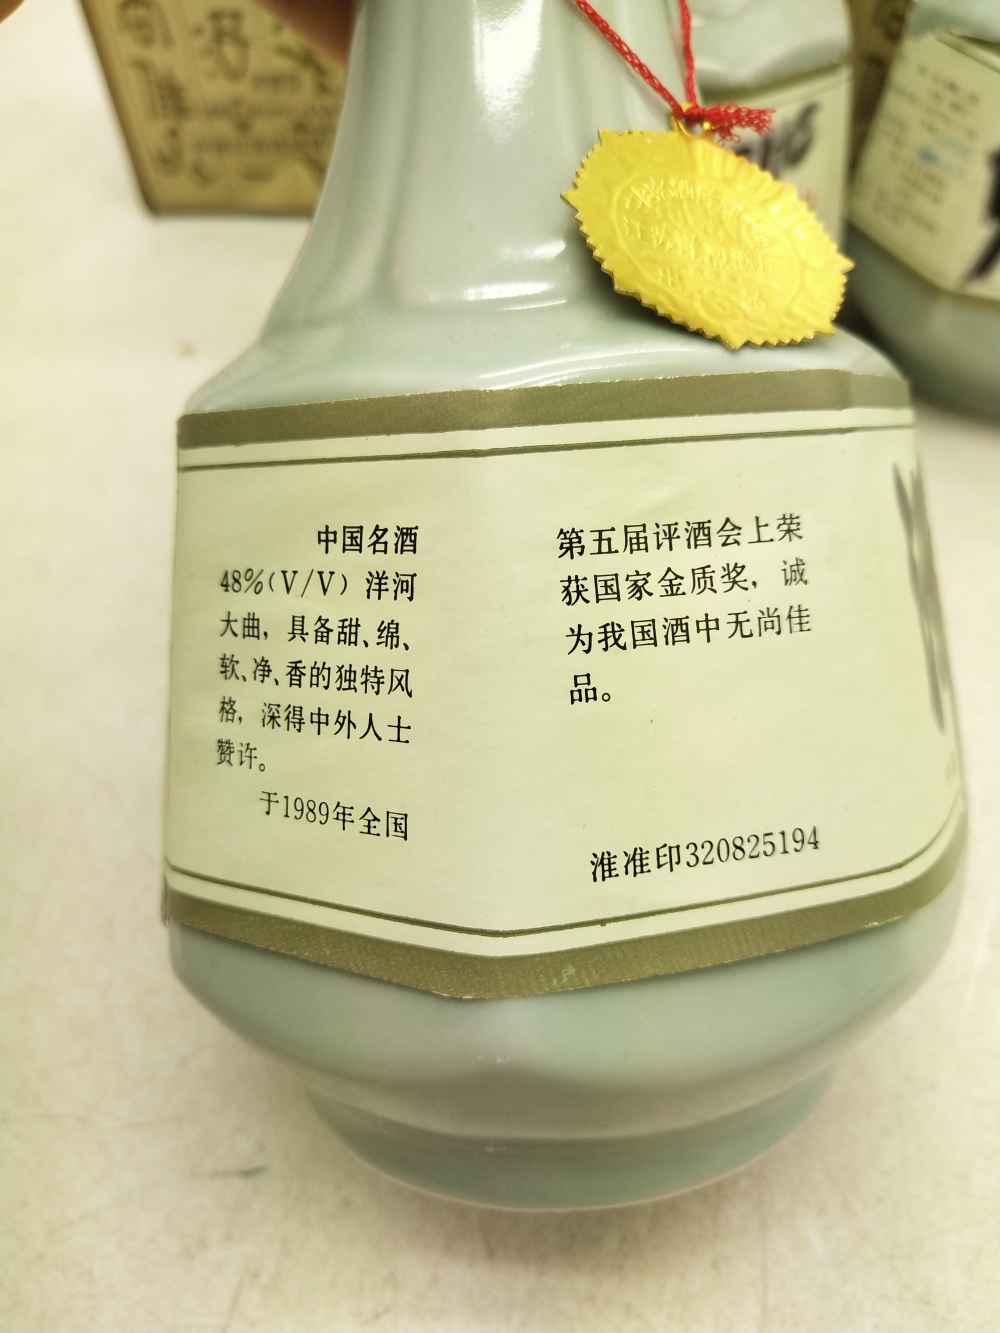 中国名酒
48%(V/V) 洋河
大曲，具备甜、绵、
软、净、香的独特风
格，深得中外人士
赞许。
于1989年全国
第五届评酒会上荣
获国家金质奖，诚
为我国酒中无尚佳
品。
淮准印320825194